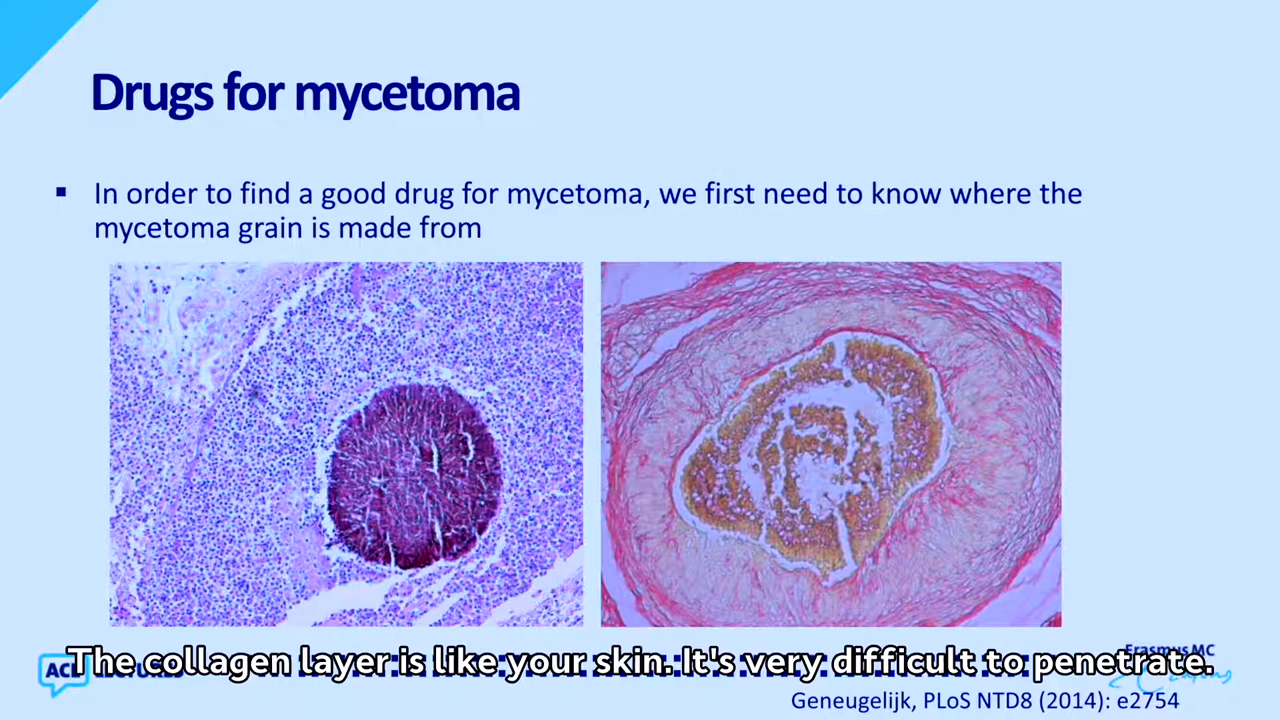 Drugs for mycetoma
▪ In order to find a good drug for mycetoma, we first need to know where the
mycetoma grain is made from
The collagen layer is like your skin. It's very difficult to penetrate.
Erasmus MC
Geneugelijk, PLoS NTD8 (2014): e2754